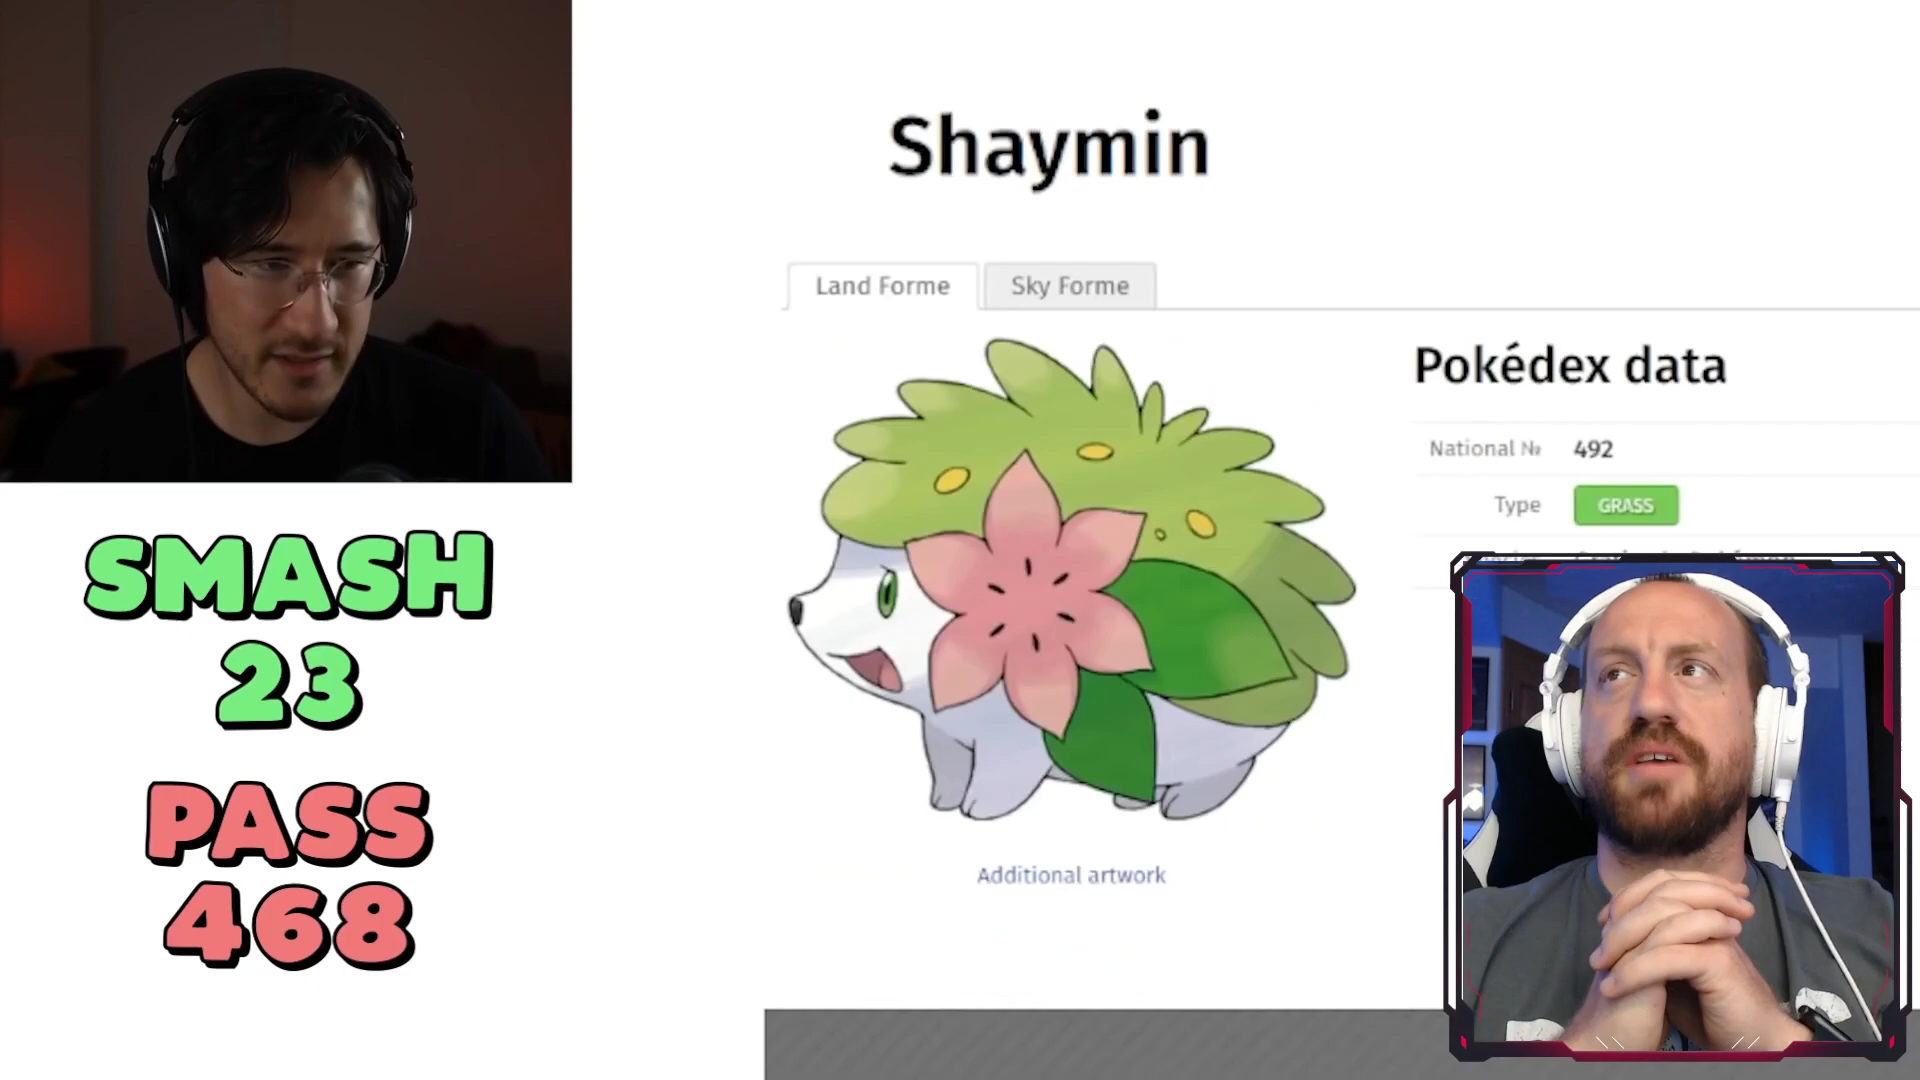 Shaymin
Land Forme
Sky Forme
Pokédex data
National № 492
Type GRASS
SMASH
23
PASS
468
Additional artwork